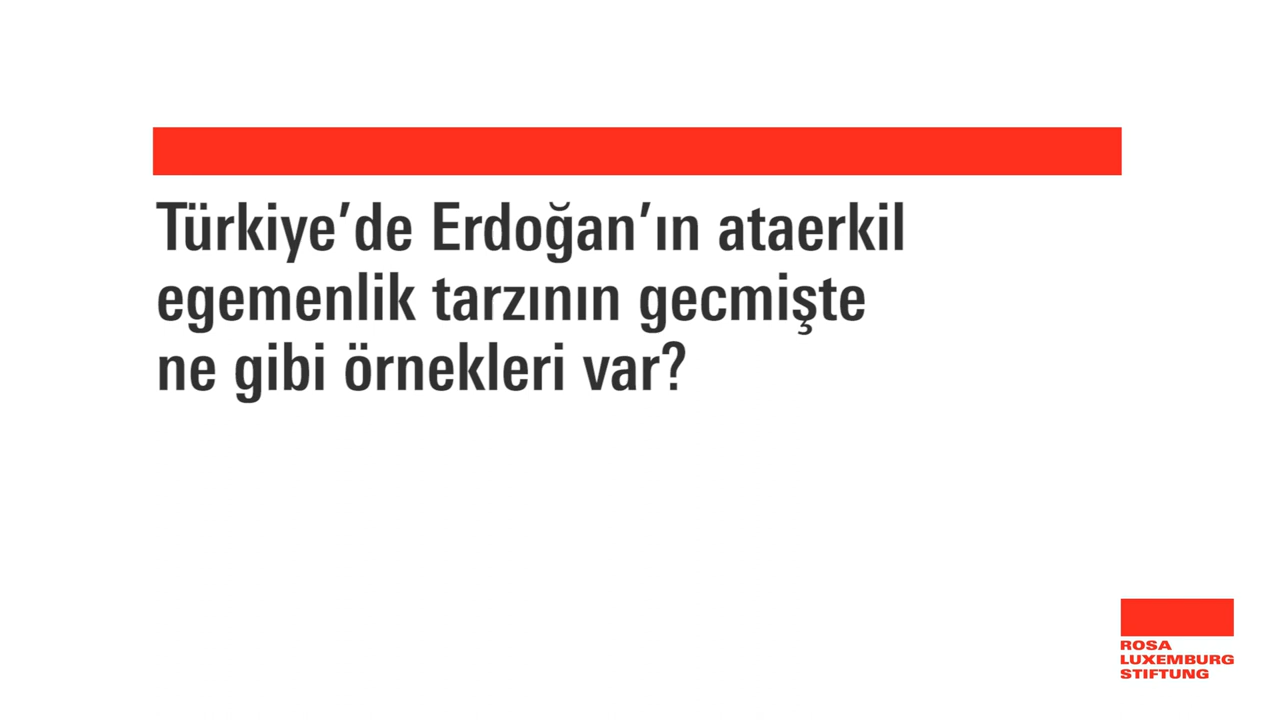 Türkiye’de Erdoğan’ın ataerkil
egemenlik tarzının gecmişte
ne gibi örnekleri var?
ROSA
LUXEMBURG
STIFTUNG